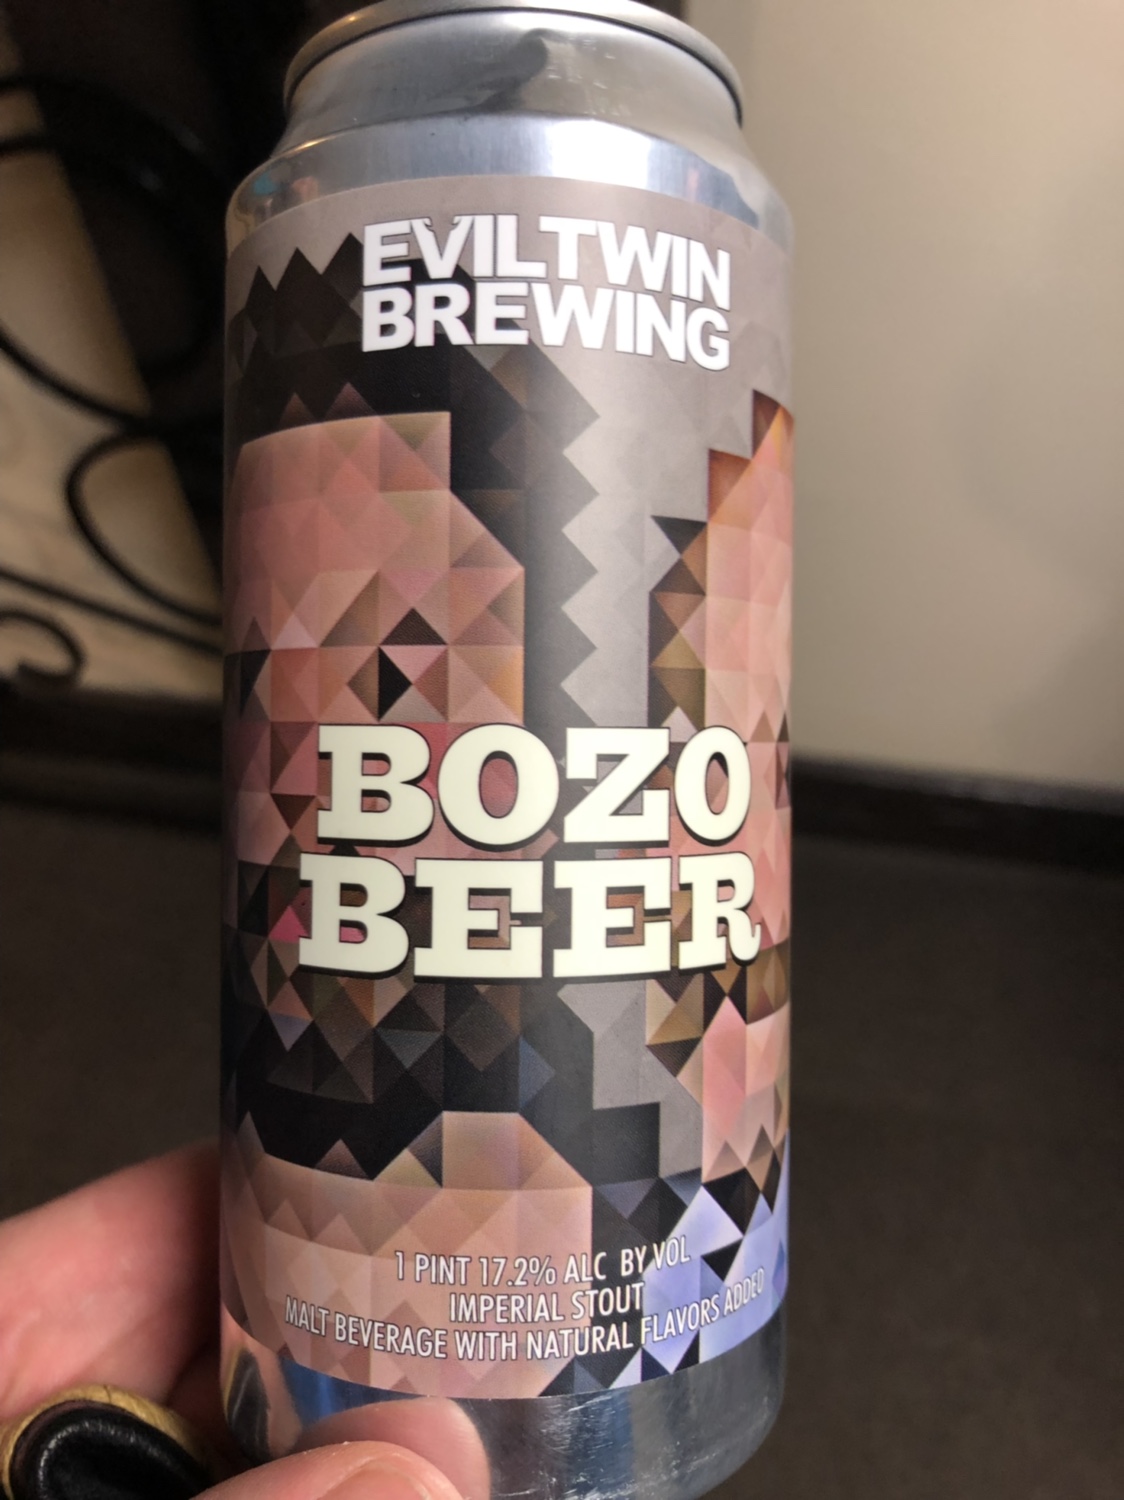 EVILTWIN
BREWING
BOZO
BEER
1 PINT 17.2% ALC BY VOL
IMPERIAL STOUT
MALT BEVERAGE WITH NATURAL FLAVORS ADDED